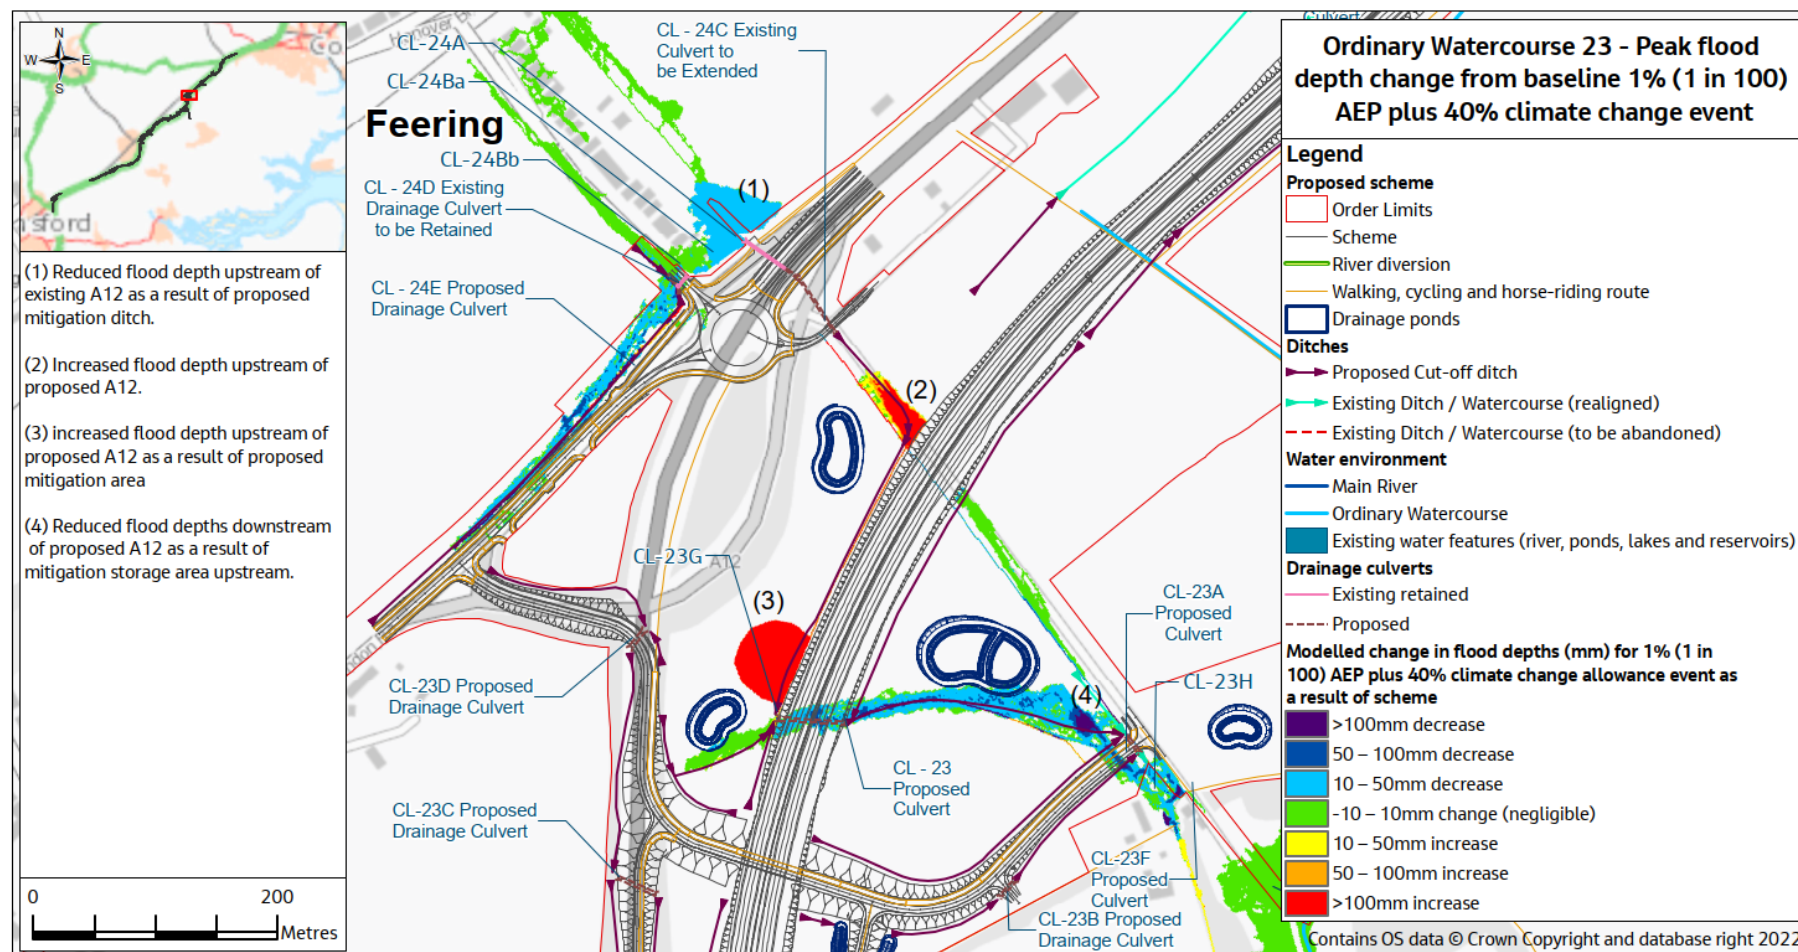 N
W
E
S
(1) Reduced flood depth upstream of
existing A12 as a result of proposed
mitigation ditch.
(2) Increased flood depth upstream of
proposed A12.
(3) increased flood depth upstream of
proposed A12 as a result of proposed
mitigation area
(4) Reduced flood depths downstream
of proposed A12 as a result of
mitigation storage area upstream.
0
200
Metres
Feering
CL-24A
CL-24Ba
CL-24Bb
CL - 24D Existing
Drainage Culvert
to be Retained
CL - 24E Proposed
Drainage Culvert
CL - 24C Existing
Culvert to
be Extended
(1)
(2)
CL-23G
A12
(3)
CL-23D Proposed
Drainage Culvert
CL-23C Proposed
Drainage Culvert
CL - 23
Proposed
Culvert
CL-23A
Proposed
Culvert
(4)
CL-23H
CL-23F
Proposed
Culvert
CL-23B Proposed
Drainage Culvert
Culvert
Ordinary Watercourse 23 - Peak flood
depth change from baseline 1% (1 in 100)
AEP plus 40% climate change event
Legend
Proposed scheme
Order Limits
Scheme
River diversion
Walking, cycling and horse-riding route
Drainage ponds
Ditches
Proposed Cut-off ditch
Existing Ditch / Watercourse (realigned)
Existing Ditch / Watercourse (to be abandoned)
Water environment
Main River
Ordinary Watercourse
Existing water features (river, ponds, lakes and reservoirs)
Drainage culverts
Existing retained
Proposed
Modelled change in flood depths (mm) for 1% (1 in
100) AEP plus 40% climate change allowance event as
a result of scheme
>100mm decrease
50 – 100mm decrease
10 – 50mm decrease
-10 – 10mm change (negligible)
10 – 50mm increase
50 – 100mm increase
>100mm increase
Contains OS data © Crown Copyright and database right 2022